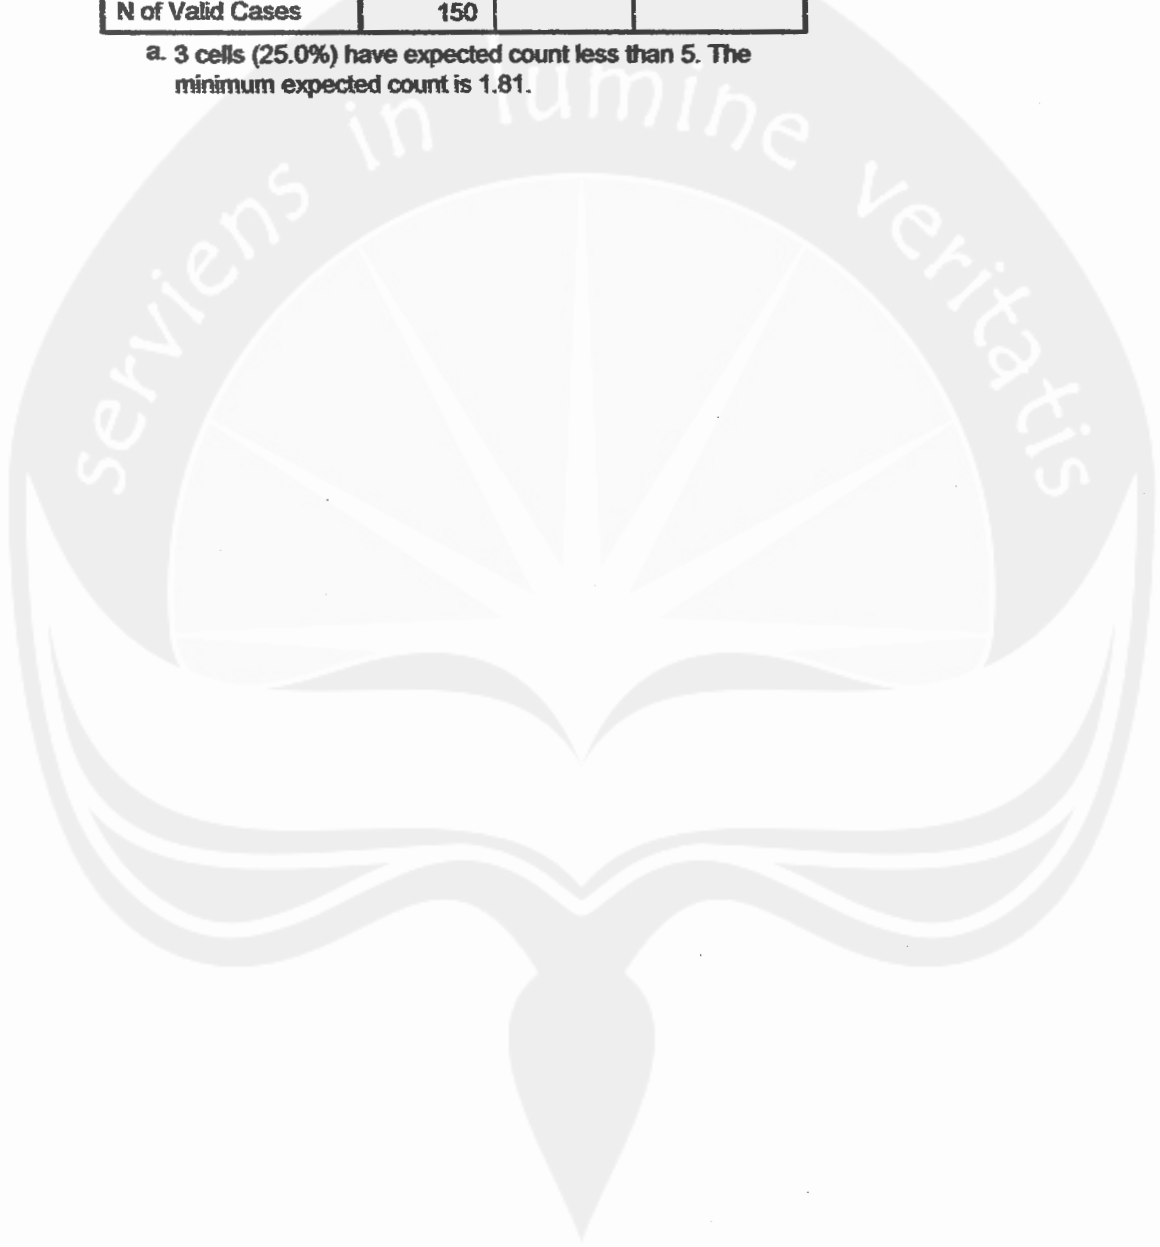 N of Valid Cases 150
a. 3 cells (25.0%) have expected count less than 5. The
minimum expected count is 1.81.
serviens in lumine veritatis